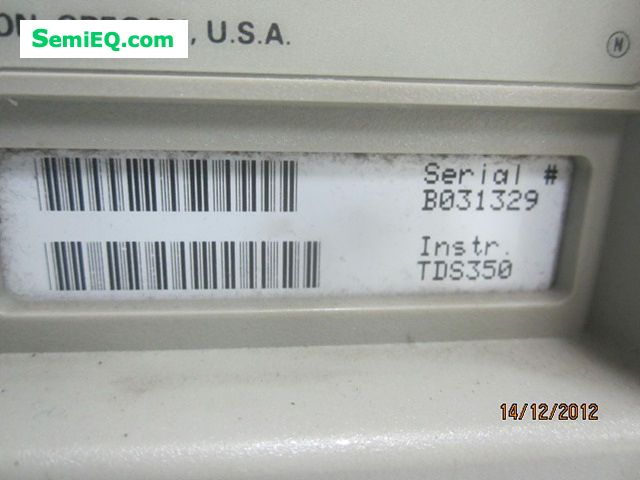 SemiEQ.com
, U.S.A.
M
Serial #
B031329
Instr.
TDS350
14/12/2012